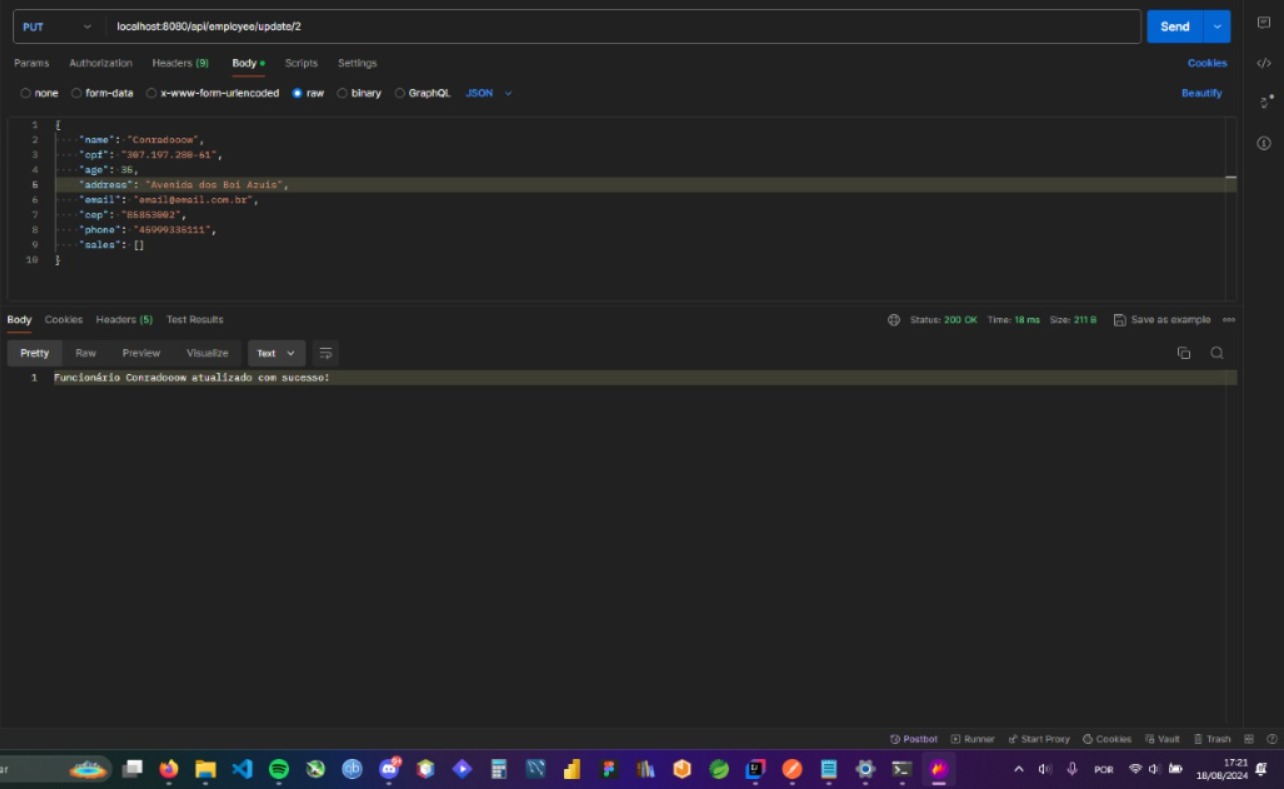 PUT
localhost:8080/api/employee/update/2
Send
Params Authorization Headers (9) Body Scripts Settings Cookies
none form-data x-www-form-urlencoded raw binary GraphQL JSON Beautify
1 {
2 "name": "Conradooow",
3 "cpf": "307.197.280-61",
4 "age": 35,
5 "address": "Avenida dos Boi Azuis",
6 "email": "email@email.com.br",
7 "cep": "86863002",
8 "phone": "45999335111",
9 "sales": []
10 }
Body Cookies Headers (5) Test Results Status: 200 OK Time: 18 ms Size: 211 B Save as example
Pretty Raw Preview Visualize Text
1 Funcionário Conradooow atualizado com sucesso!
Postbot Runner Start Proxy Cookies Vault Trash
ar POR 17:21
18/08/2024